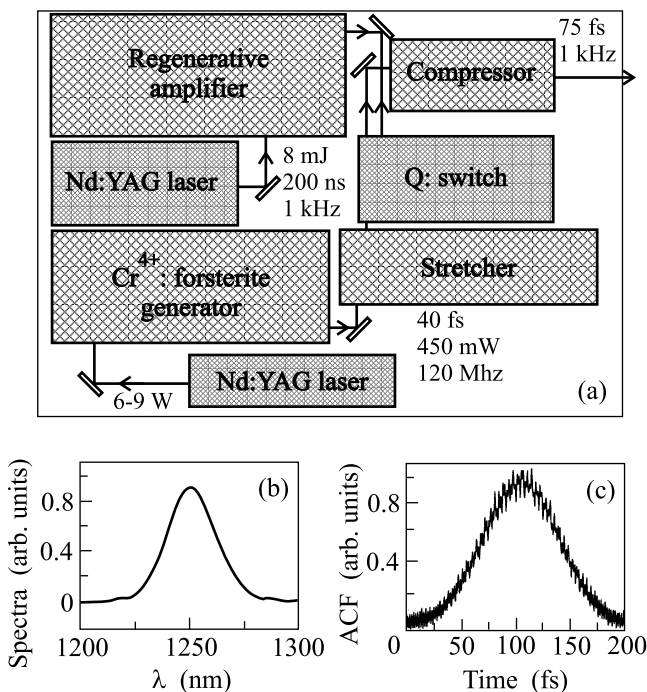 Regenerative
amplifier
75 fs
1 kHz
Compressor
Nd:YAG laser
8 mJ
200 ns
1 kHz
Q: switch
Cr⁴⁺: forsterite
generator
Stretcher
40 fs
450 mW
120 Mhz
Nd:YAG laser
6-9 W
(a)
(b)
Spectra (arb. units)
0.8
0.4
0
1200
1250
1300
λ (nm)
(c)
ACF (arb. units)
0.8
0.4
0
50
100
150
200
Time (fs)